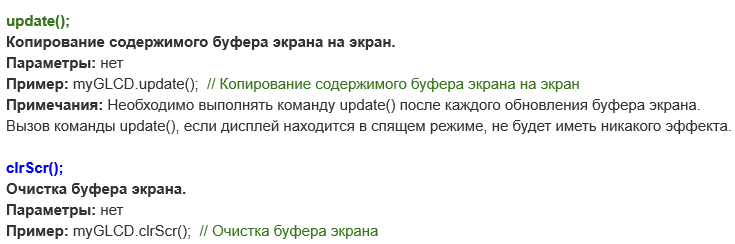 update();
Копирование содержимого буфера экрана на экран.
Параметры: нет
Пример: myGLCD.update(); // Копирование содержимого буфера экрана на экран
Примечания: Необходимо выполнять команду update() после каждого обновления буфера экрана.
Вызов команды update(), если дисплей находится в спящем режиме, не будет иметь никакого эффекта.
clrScr();
Очистка буфера экрана.
Параметры: нет
Пример: myGLCD.clrScr(); // Очистка буфера экрана